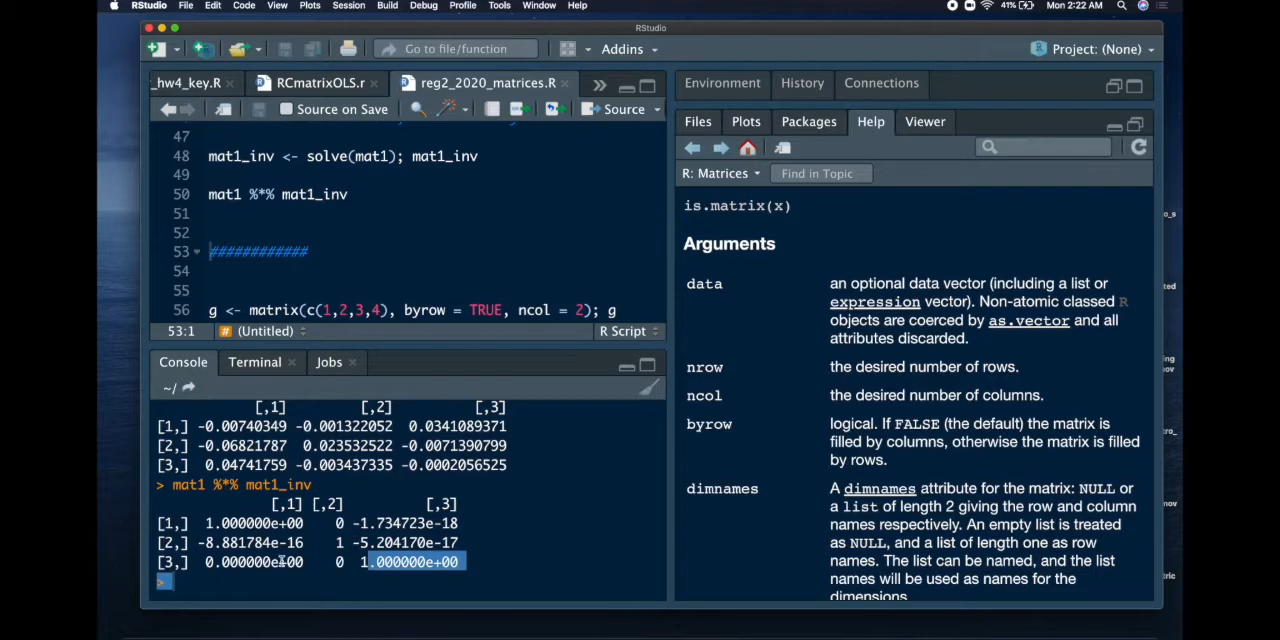 RStudio File Edit Code View Plots Session Build Debug Profile Tools Window Help 41% Mon 2:22 AM
RStudio
Go to file/function Addins Project: (None)
_hw4_key.R RCmatrixOLS.r reg2_2020_matrices.R
Source on Save Source
47
48 mat1_inv <- solve(mat1); mat1_inv
49
50 mat1 %*% mat1_inv
51
52
53 ############
54
55
56 g <- matrix(c(1,2,3,4), byrow = TRUE, ncol = 2); g
53:1 # (Untitled) R Script
Console Terminal Jobs
~/
[,1] [,2] [,3]
[1,] -0.00740349 -0.001322052 0.0341089371
[2,] -0.06821787 0.023532522 -0.0071390799
[3,] 0.04741759 -0.003437335 -0.0002056525
> mat1 %*% mat1_inv
[,1] [,2] [,3]
[1,] 1.000000e+00 0 -1.734723e-18
[2,] -8.881784e-16 1 -5.204170e-17
[3,] 0.000000e+00 0 1.000000e+00
>
Environment History Connections
Files Plots Packages Help Viewer
R: Matrices Find in Topic
is.matrix(x)
Arguments
data an optional data vector (including a list or
expression vector). Non-atomic classed R
objects are coerced by as.vector and all
attributes discarded.
nrow the desired number of rows.
ncol the desired number of columns.
byrow logical. If FALSE (the default) the matrix is
filled by columns, otherwise the matrix is filled
by rows.
dimnames A dimnames attribute for the matrix: NULL or
a list of length 2 giving the row and column
names respectively. An empty list is treated
as NULL, and a list of length one as row
names. The list can be named, and the list
names will be used as names for the
dimensions.